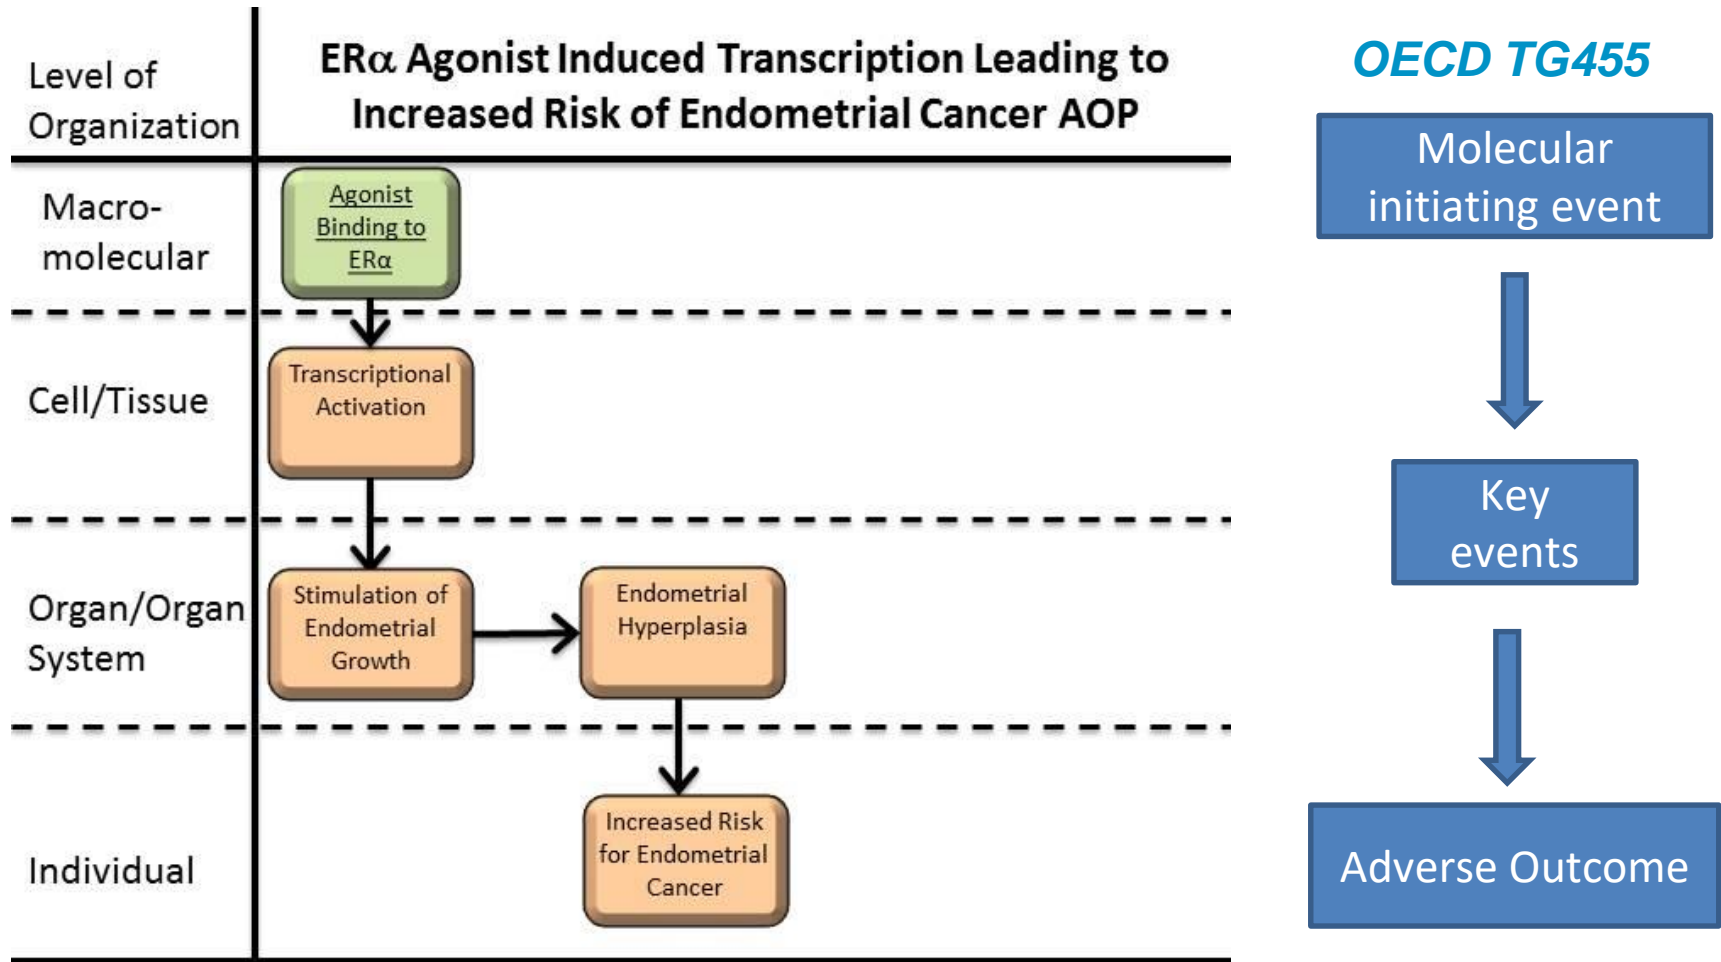 Level of
Organization
ERα Agonist Induced Transcription Leading to
Increased Risk of Endometrial Cancer AOP
Macro-
molecular
Agonist
Binding to
ERα
Cell/Tissue
Transcriptional
Activation
Organ/Organ
System
Stimulation of
Endometrial
Growth
Endometrial
Hyperplasia
Individual
Increased Risk
for Endometrial
Cancer
OECD TG455
Molecular
initiating event
Key
events
Adverse Outcome